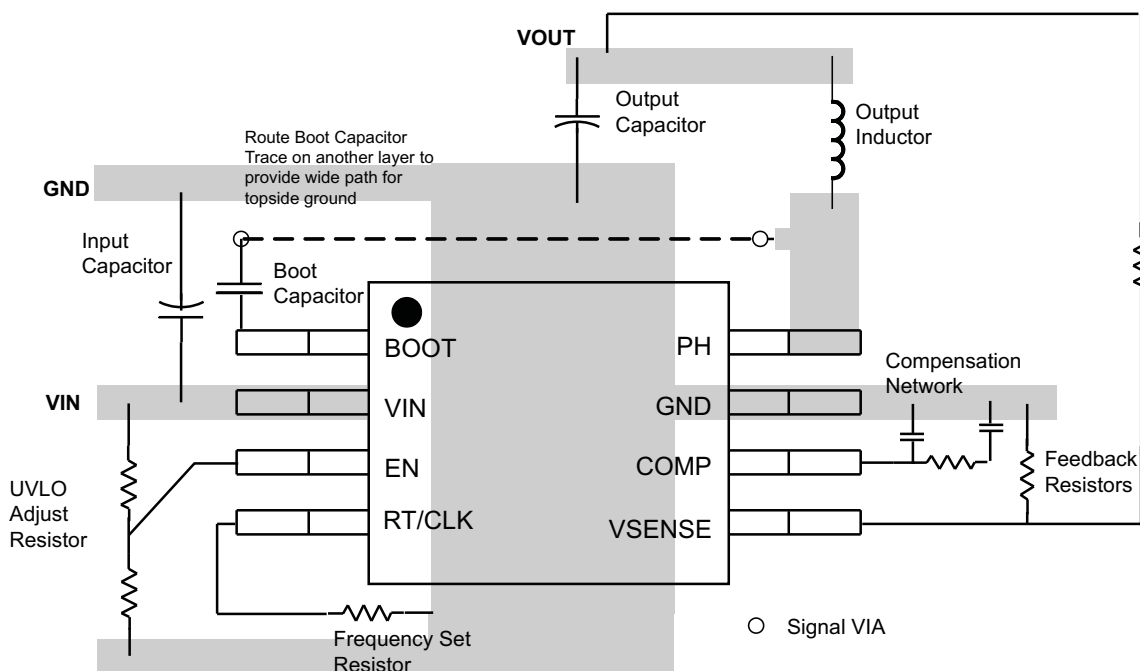 VOUT
Output
Capacitor
Output
Inductor
Route Boot Capacitor
Trace on another layer to
provide wide path for
topside ground
GND
Input
Capacitor
Boot
Capacitor
BOOT
PH
Compensation
Network
VIN
VIN
GND
EN
COMP
Feedback
Resistors
UVLO
Adjust
Resistor
RT/CLK
VSENSE
Frequency Set
Resistor
Signal VIA